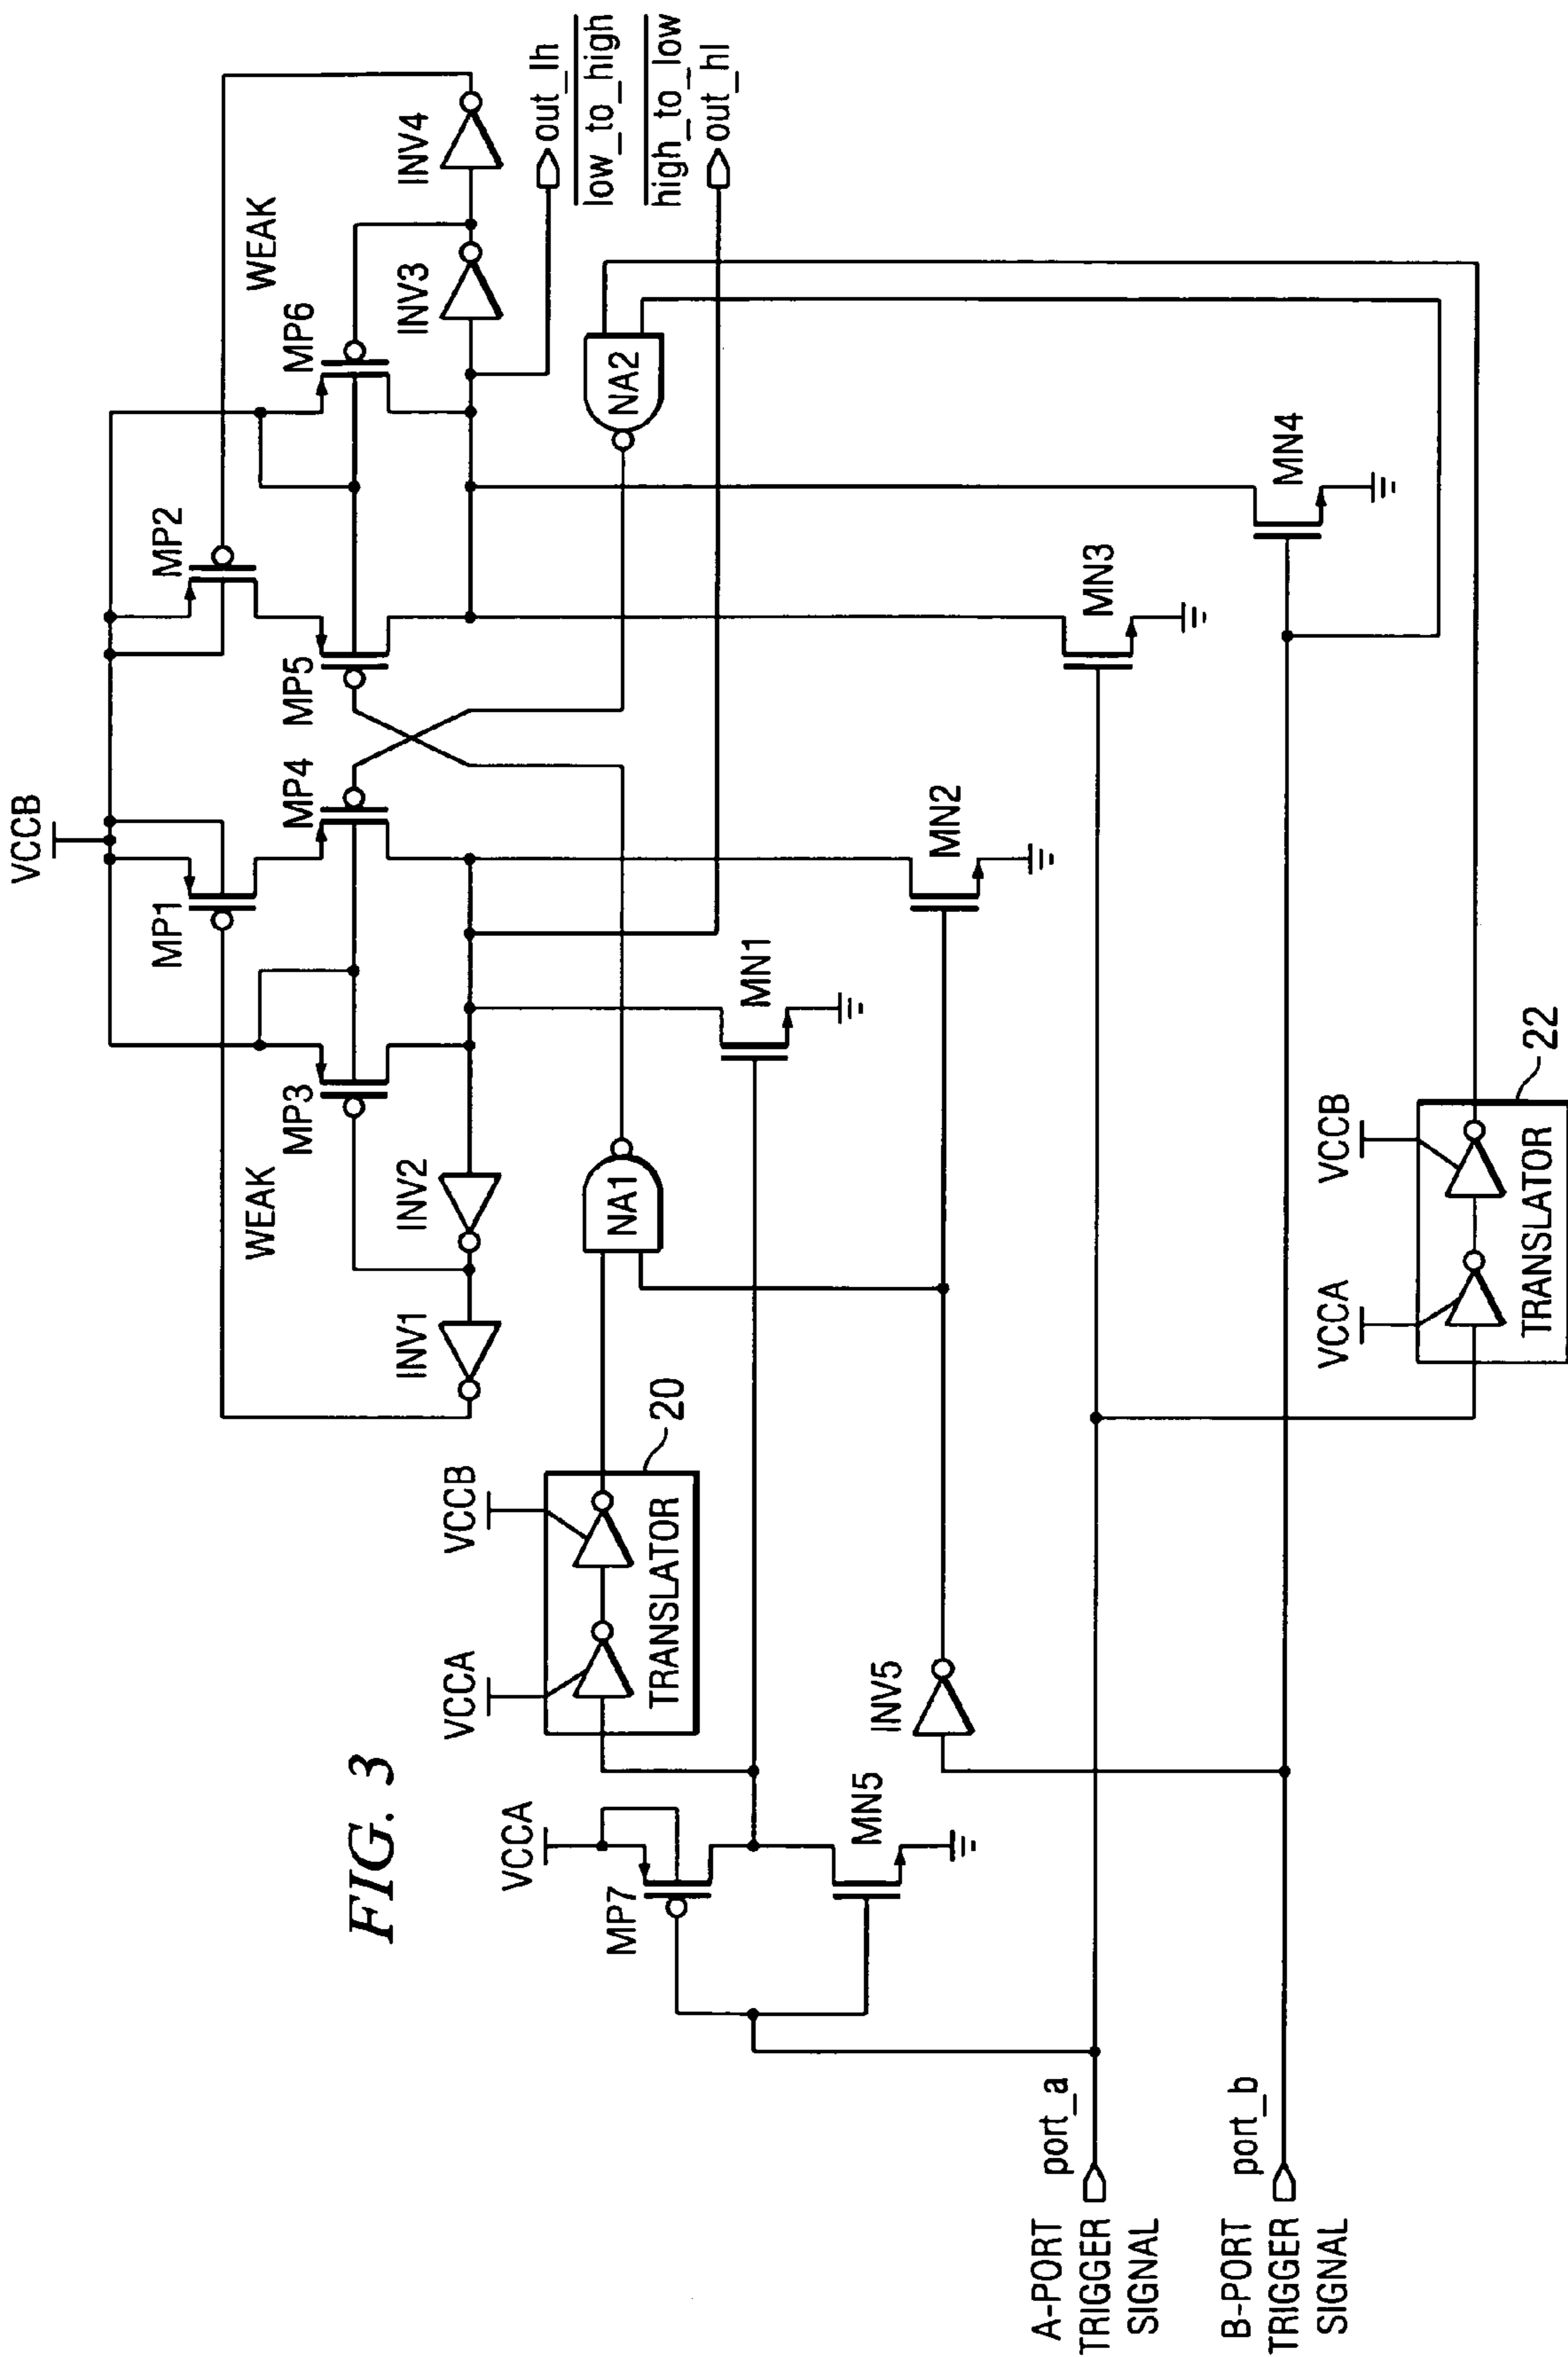 FIG. 3
VCCB
MP1
MP2
WEAK
MP3
MP4
MP5
MP6
WEAK
INV1
INV2
INV3
INV4
out_lh
low_to_high
high_to_low
out_hl
VCCA
VCCB
TRANSLATOR
20
NA1
NA2
VCCA
MP7
MN5
MN1
INV5
MN2
MN3
MN4
A-PORT
TRIGGER
SIGNAL
port_a
B-PORT
TRIGGER
SIGNAL
port_b
VCCA
VCCB
TRANSLATOR
22